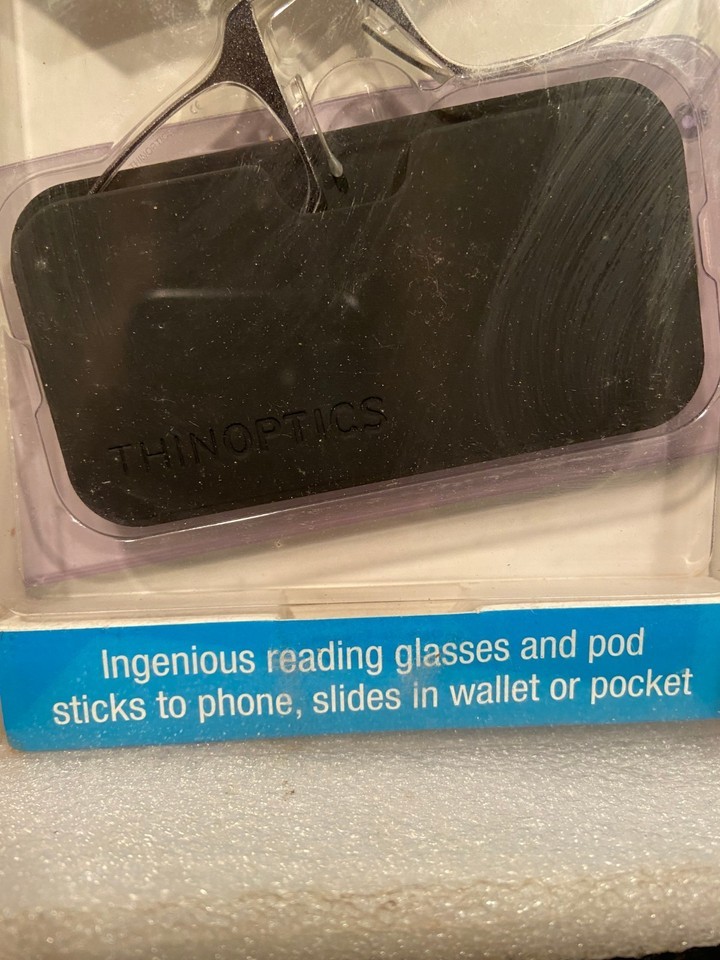 THINOPTICS
Ingenious reading glasses and pod
sticks to phone, slides in wallet or pocket